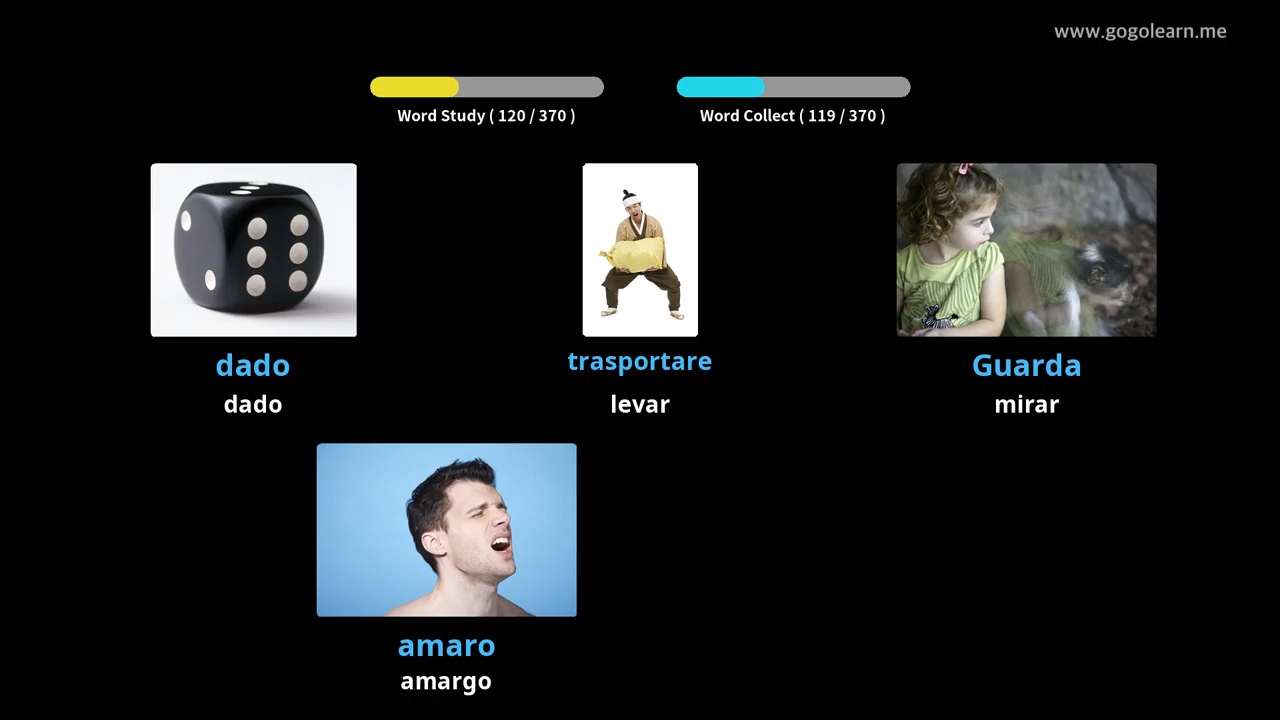 www.gogolearn.me
Word Study ( 120 / 370 )
Word Collect ( 119 / 370 )
dado
trasportare
Guarda
dado
levar
mirar
amaro
amargo